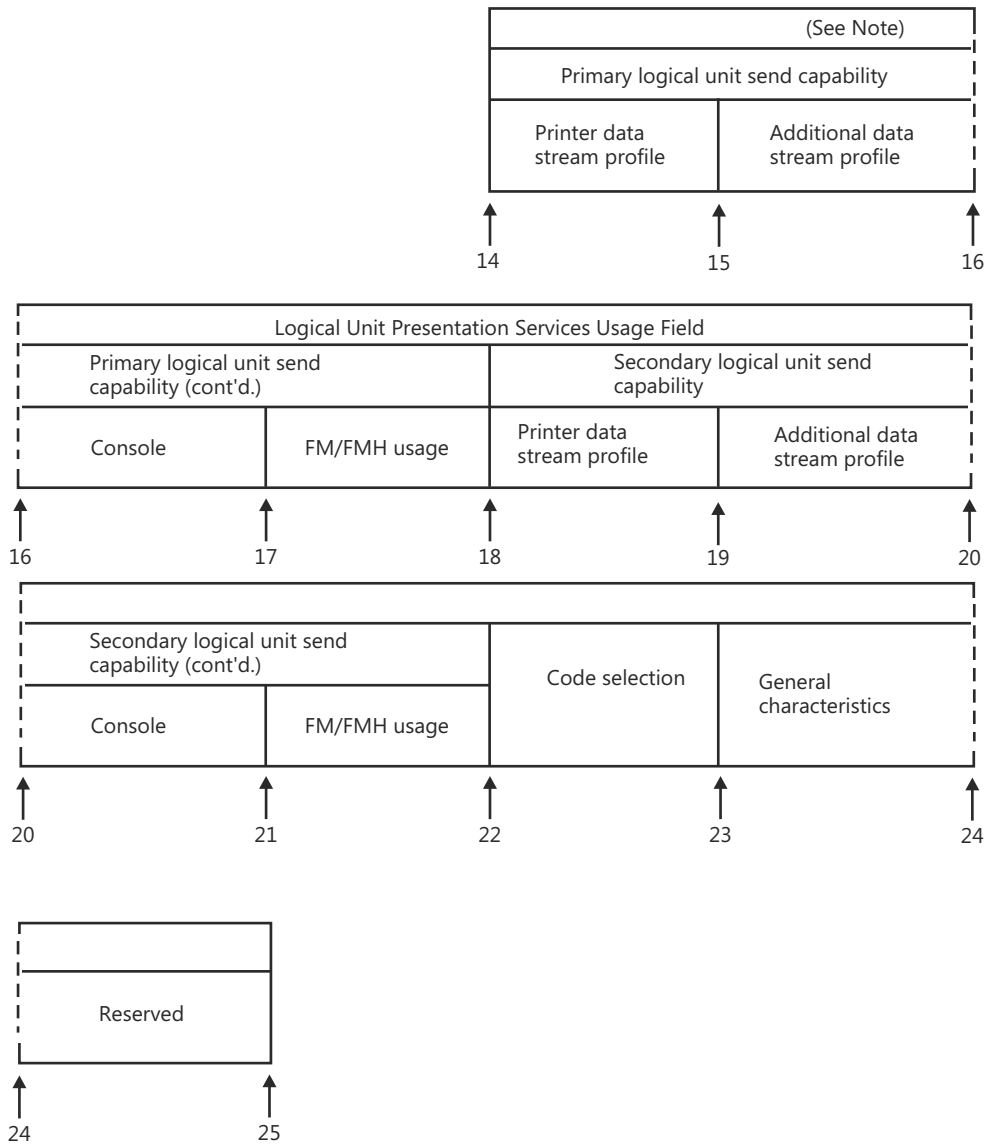 (See Note)
Primary logical unit send capability
Printer data
stream profile
Additional data
stream profile
14
15
16
Logical Unit Presentation Services Usage Field
Primary logical unit send
capability (cont'd.)
Secondary logical unit send
capability
Console
FM/FMH usage
Printer data
stream profile
Additional data
stream profile
16
17
18
19
20
Secondary logical unit send
capability (cont'd.)
Console
FM/FMH usage
Code selection
General
characteristics
20
21
22
23
24
Reserved
24
25